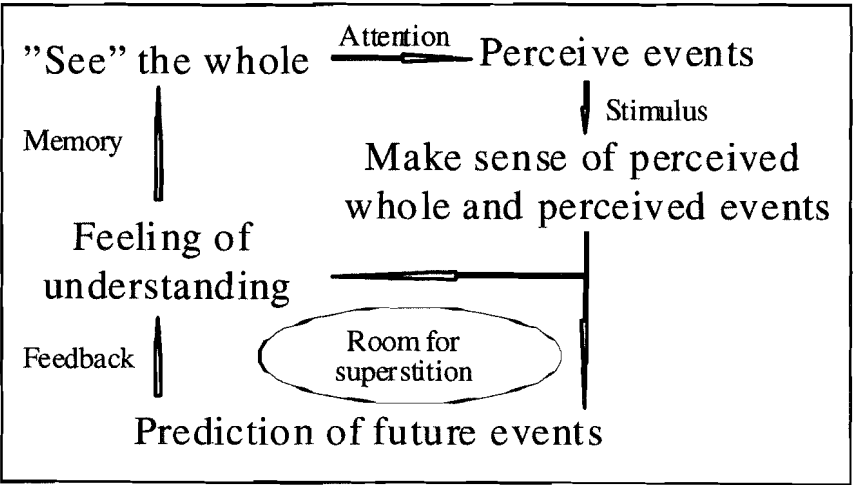 "See" the whole
Attention
Perceive events
Stimulus
Memory
Make sense of perceived
whole and perceived events
Feeling of
understanding
Feedback
Room for
superstition
Prediction of future events